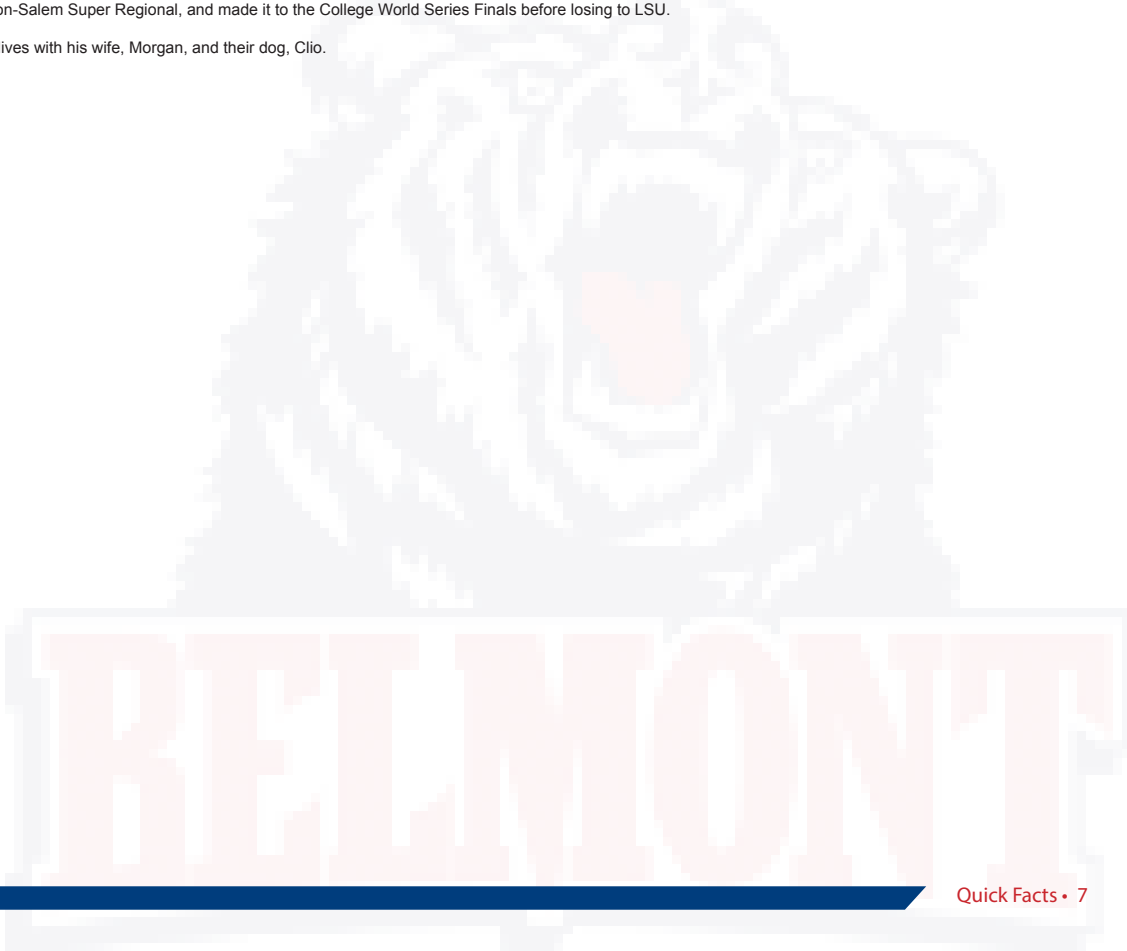 on-Salem Super Regional, and made it to the College World Series Finals before losing to LSU.
lives with his wife, Morgan, and their dog, Clio.
BELMONT
Quick Facts • 7